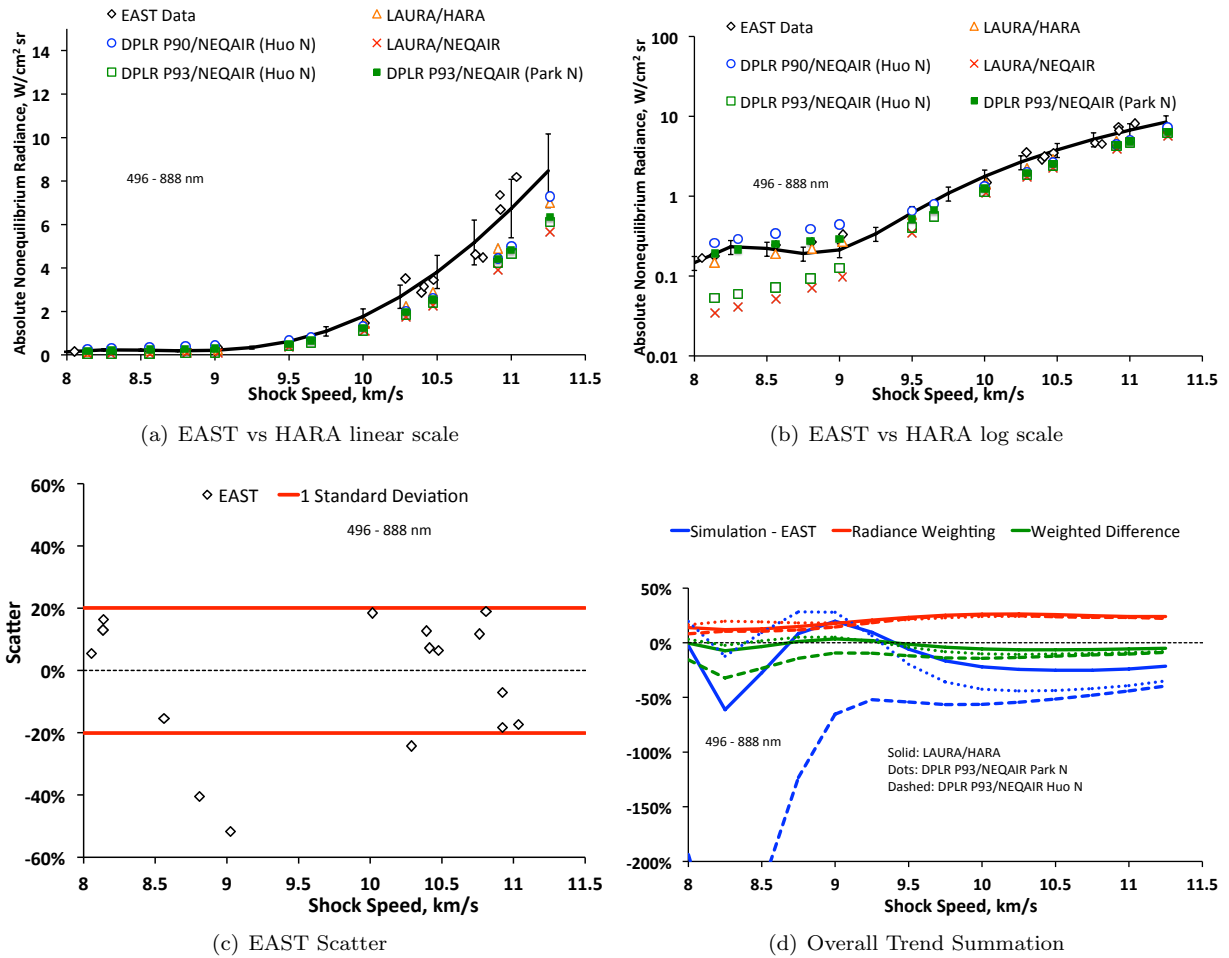 EAST Data
LAURA/HARA
DPLR P90/NEQAIR (Huo N)
LAURA/NEQAIR
DPLR P93/NEQAIR (Huo N)
DPLR P93/NEQAIR (Park N)
Absolute Nonequilibrium Radiance, W/cm² sr
14
12
10
8
6
4
2
0
496 - 888 nm
8
8.5
9
9.5
10
10.5
11
11.5
Shock Speed, km/s
(a) EAST vs HARA linear scale
EAST Data
LAURA/HARA
DPLR P90/NEQAIR (Huo N)
LAURA/NEQAIR
DPLR P93/NEQAIR (Huo N)
DPLR P93/NEQAIR (Park N)
Absolute Nonequilibrium Radiance, W/cm² sr
100
10
1
0.1
0.01
496 - 888 nm
8
8.5
9
9.5
10
10.5
11
11.5
Shock Speed, km/s
(b) EAST vs HARA log scale
EAST
1 Standard Deviation
496 - 888 nm
Scatter
60%
40%
20%
0%
-20%
-40%
-60%
8
8.5
9
9.5
10
10.5
11
11.5
Shock Speed, km/s
(c) EAST Scatter
Simulation - EAST
Radiance Weighting
Weighted Difference
50%
0%
-50%
-100%
-150%
-200%
496 - 888 nm
Solid: LAURA/HARA
Dots: DPLR P93/NEQAIR Park N
Dashed: DPLR P93/NEQAIR Huo N
8
8.5
9
9.5
10
10.5
11
11.5
Shock Speed, km/s
(d) Overall Trend Summation